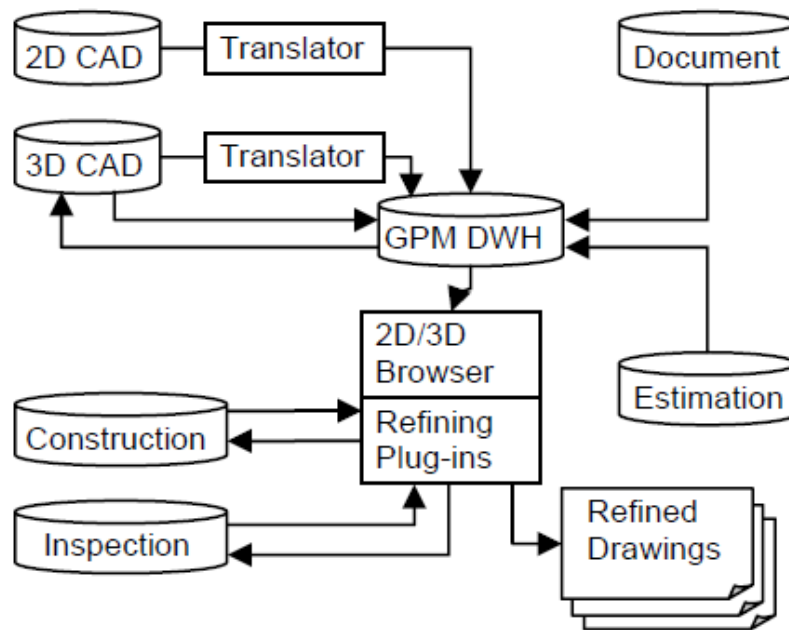 2D CAD
Translator
Document
3D CAD
Translator
GPM DWH
2D/3D
Browser
Estimation
Construction
Refining
Plug-ins
Inspection
Refined
Drawings